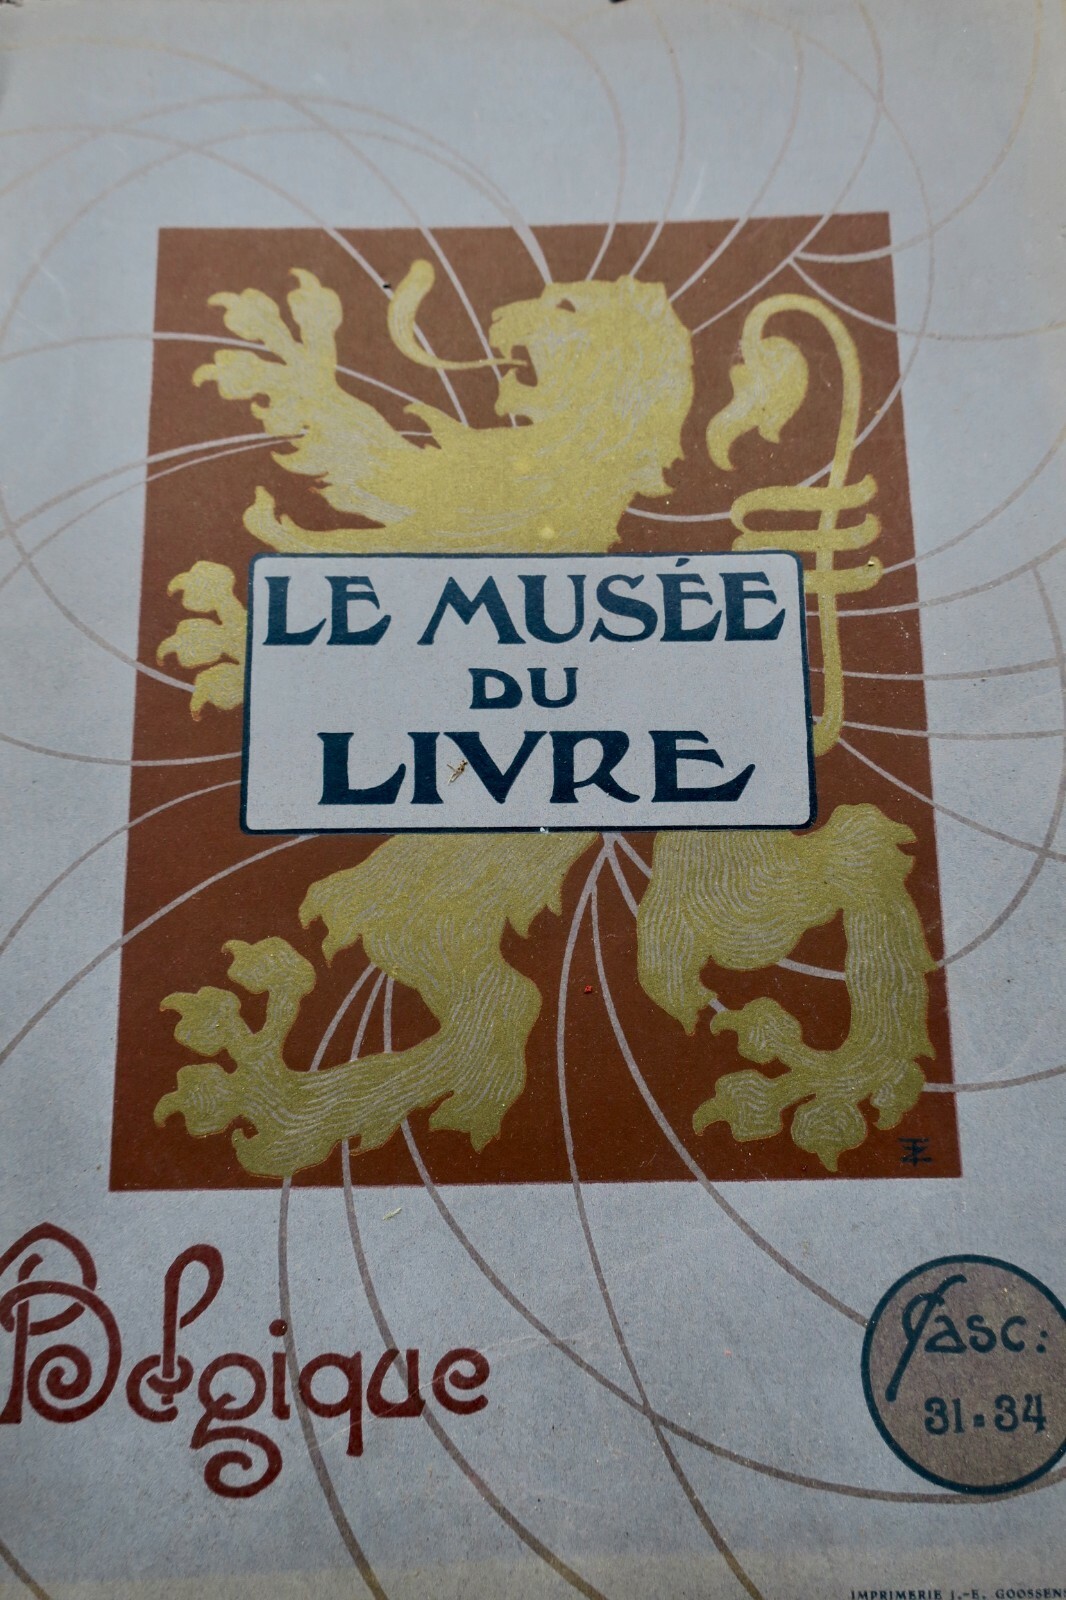 LE MUSÉE
DU
LIVRE
Belgique
Fasc:
31=34
IMPRIMERIE J.-E. GOOSSENS